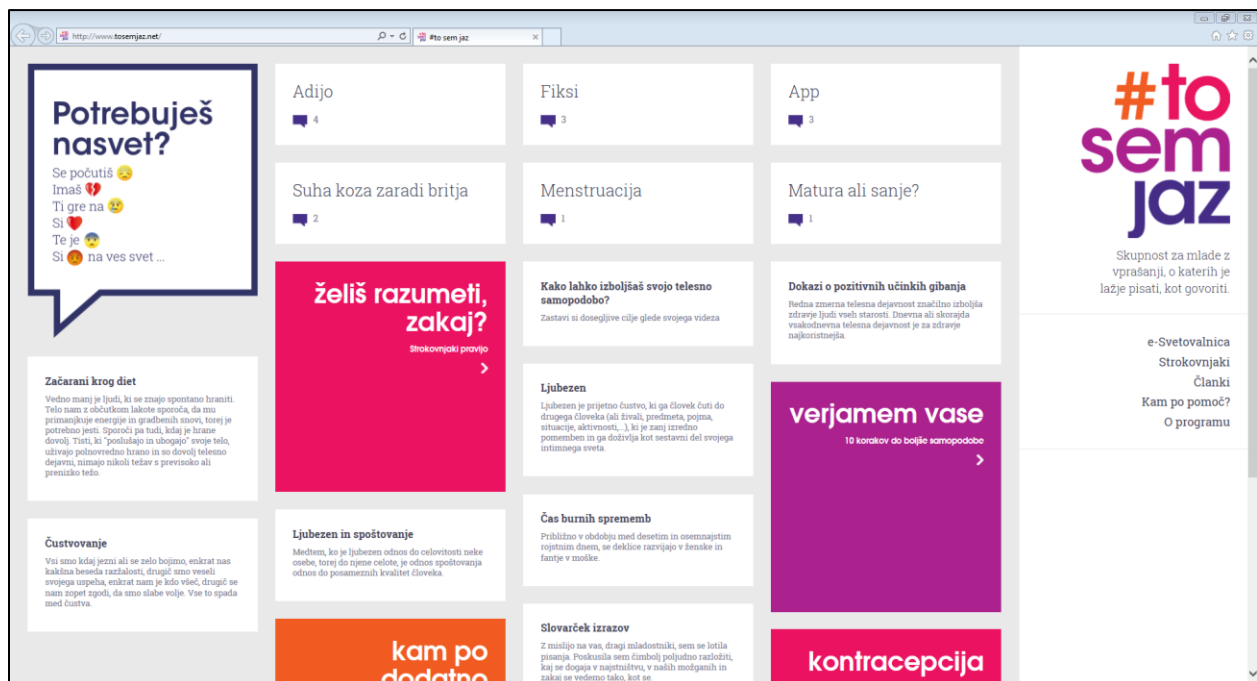 http://www.tosemjaz.net/
#to sem jaz
Potrebuješ
nasvet?
Se počutiš 😞
Imaš 💔
Ti gre na 😢
Si ❤️
Te je 😨
Si 😡 na ves svet ...
Začarani krog diet
Vedno manj je ljudi, ki se znajo spontano hraniti.
Telo nam z občutkom lakote sporoča, da mu
primanjkuje energije in gradbenih snovi, torej je
potrebno jesti. Sporoči pa tudi, kdaj je hrane
dovolj. Tisti, ki "poslušajo in ubogajo" svoje telo,
uživajo polnovredno hrano in so dovolj telesno
dejavni, nimajo nikoli težav s previsoko ali
prenizko težo.
Čustvovanje
Vsi smo kdaj jezni ali se zelo bojimo, enkrat nas
kakšna beseda razžalosti, drugič smo veseli
svojega uspeha, enkrat nam je kdo všeč, drugič se
nam zopet zgodi, da smo slabe volje. Vse to spada
med čustva.
Adijo
4
Suha koza zaradi britja
2
želiš razumeti,
zakaj?
Strokovnjaki pravijo
Ljubezen in spoštovanje
Medtem, ko je ljubezen odnos do celovitosti neke
osebe, torej do njene celote, je odnos spoštovanja
odnos do posameznih kvalitet človeka.
kam po
dodatno
Fiksi
3
Menstruacija
1
Kako lahko izboljšaš svojo telesno
samopodobo?
Zastavi si dosegljive cilje glede svojega videza
Ljubezen
Ljubezen je prijetno čustvo, ki ga človek čuti do
drugega človeka (ali živali, predmeta, pojma,
situacije, aktivnosti,...), ki je zanj izredno
pomemben in ga doživlja kot sestavni del svojega
intimnega sveta.
Čas burnih sprememb
Približno v obdobju med desetim in osemnajstim
rojstnim dnem, se deklice razvijajo v ženske in
fantje v moške.
Slovarček izrazov
Z mislijo na vas, dragi mladostniki, sem se lotila
pisanja. Poskusila sem čimbolj poljudno razložiti,
kaj se dogaja v najstništvu, v naših možganih in
zakaj se vedemo tako, kot se.
App
3
Matura ali sanje?
1
Dokazi o pozitivnih učinkih gibanja
Redna zmerna telesna dejavnost značilno izboljša
zdravje ljudi vseh starosti. Dnevna ali skorajda
vsakodnevna telesna dejavnost je za zdravje
najkoristnejša.
verjamem vase
10 korakov do boljše samopodobe
kontracepcija
#to
sem
jaz
Skupnost za mlade z
vprašanji, o katerih je
lažje pisati, kot govoriti.
e-Svetovalnica
Strokovnjaki
Članki
Kam po pomoč?
O programu